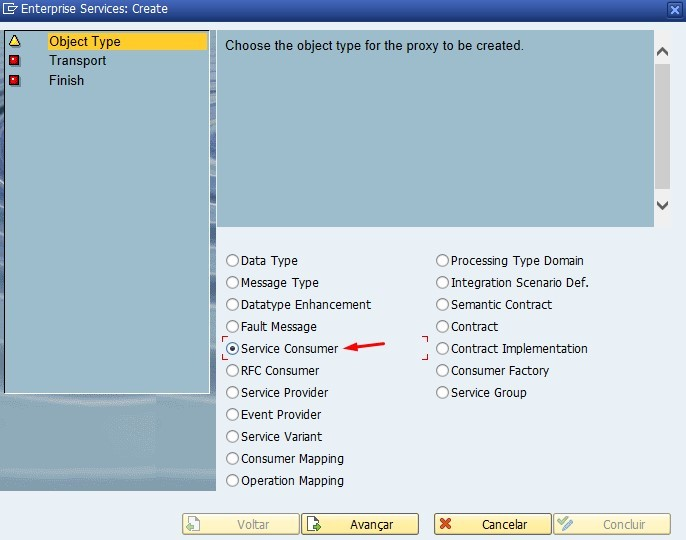 Enterprise Services: Create
Object Type
Transport
Finish
Choose the object type for the proxy to be created.
Data Type
Message Type
Datatype Enhancement
Fault Message
Service Consumer
RFC Consumer
Service Provider
Event Provider
Service Variant
Consumer Mapping
Operation Mapping
Processing Type Domain
Integration Scenario Def.
Semantic Contract
Contract
Contract Implementation
Consumer Factory
Service Group
Voltar
Avançar
Cancelar
Concluir